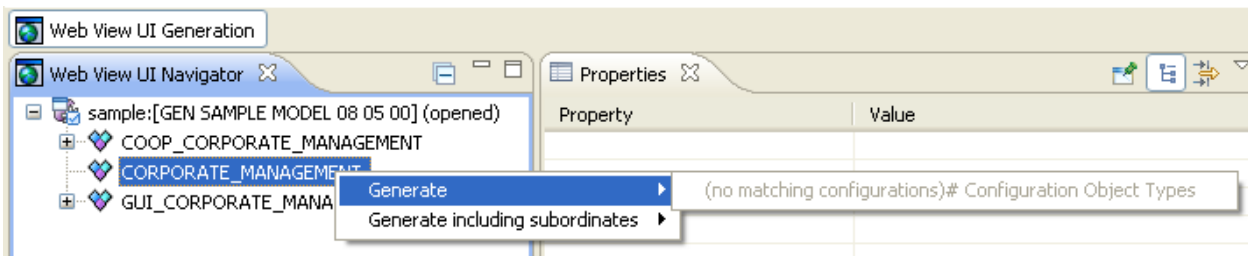 Web View UI Generation
Web View UI Navigator
Properties
sample:[GEN SAMPLE MODEL 08 05 00] (opened)
Property Value
COOP_CORPORATE_MANAGEMENT
CORPORATE_MANAGEMENT
Generate
(no matching configurations)# Configuration Object Types
GUI_CORPORATE_MANA
Generate including subordinates